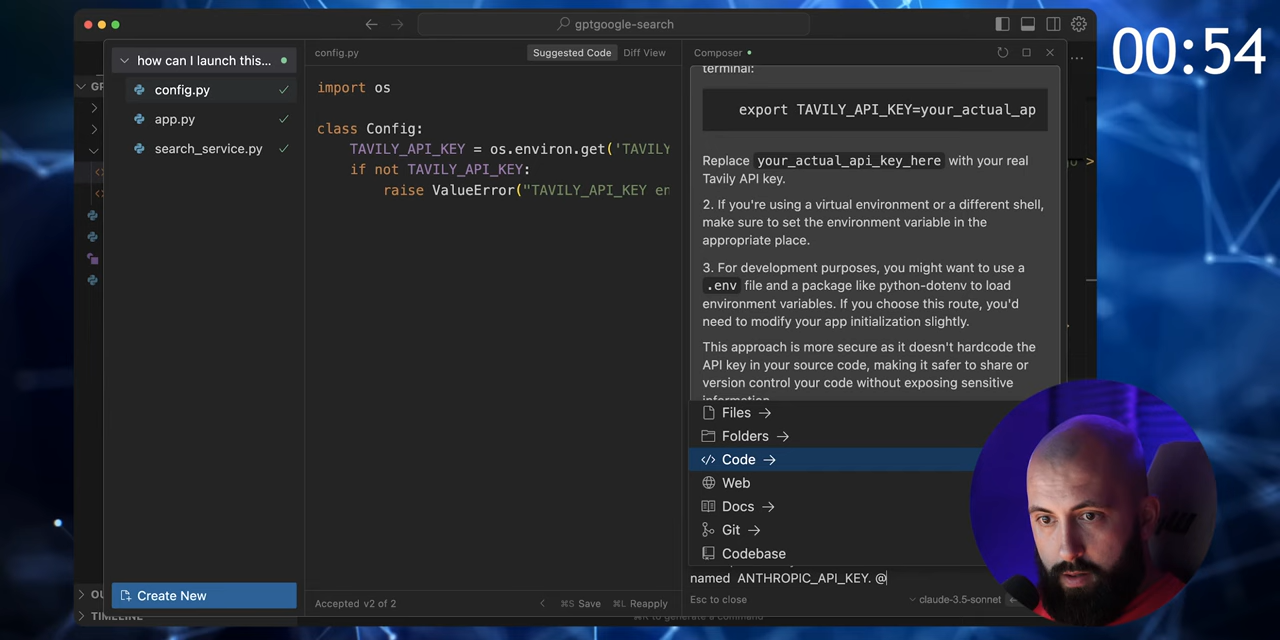 gptgoogle-search
00:54
how can I launch this...
config.py
app.py
search_service.py
Create New
GP
OU
TIMELINE
config.py
Suggested Code
Diff View
import os
class Config:
TAVILY_API_KEY = os.environ.get('TAVILY
if not TAVILY_API_KEY:
raise ValueError("TAVILY_API_KEY en
Accepted v2 of 2
⌘S Save
⌘L Reapply
Composer
terminal:
export TAVILY_API_KEY=your_actual_ap
Replace your_actual_api_key_here with your real
Tavily API key.
2. If you're using a virtual environment or a different shell,
make sure to set the environment variable in the
appropriate place.
3. For development purposes, you might want to use a
.env file and a package like python-dotenv to load
environment variables. If you choose this route, you'd
need to modify your app initialization slightly.
This approach is more secure as it doesn't hardcode the
API key in your source code, making it safer to share or
version control your code without exposing sensitive
information
Files →
Folders →
Code →
Web
Docs →
Git →
Codebase
named ANTHROPIC_API_KEY. @
Esc to close
claude-3.5-sonnet
⌘K to generate a command